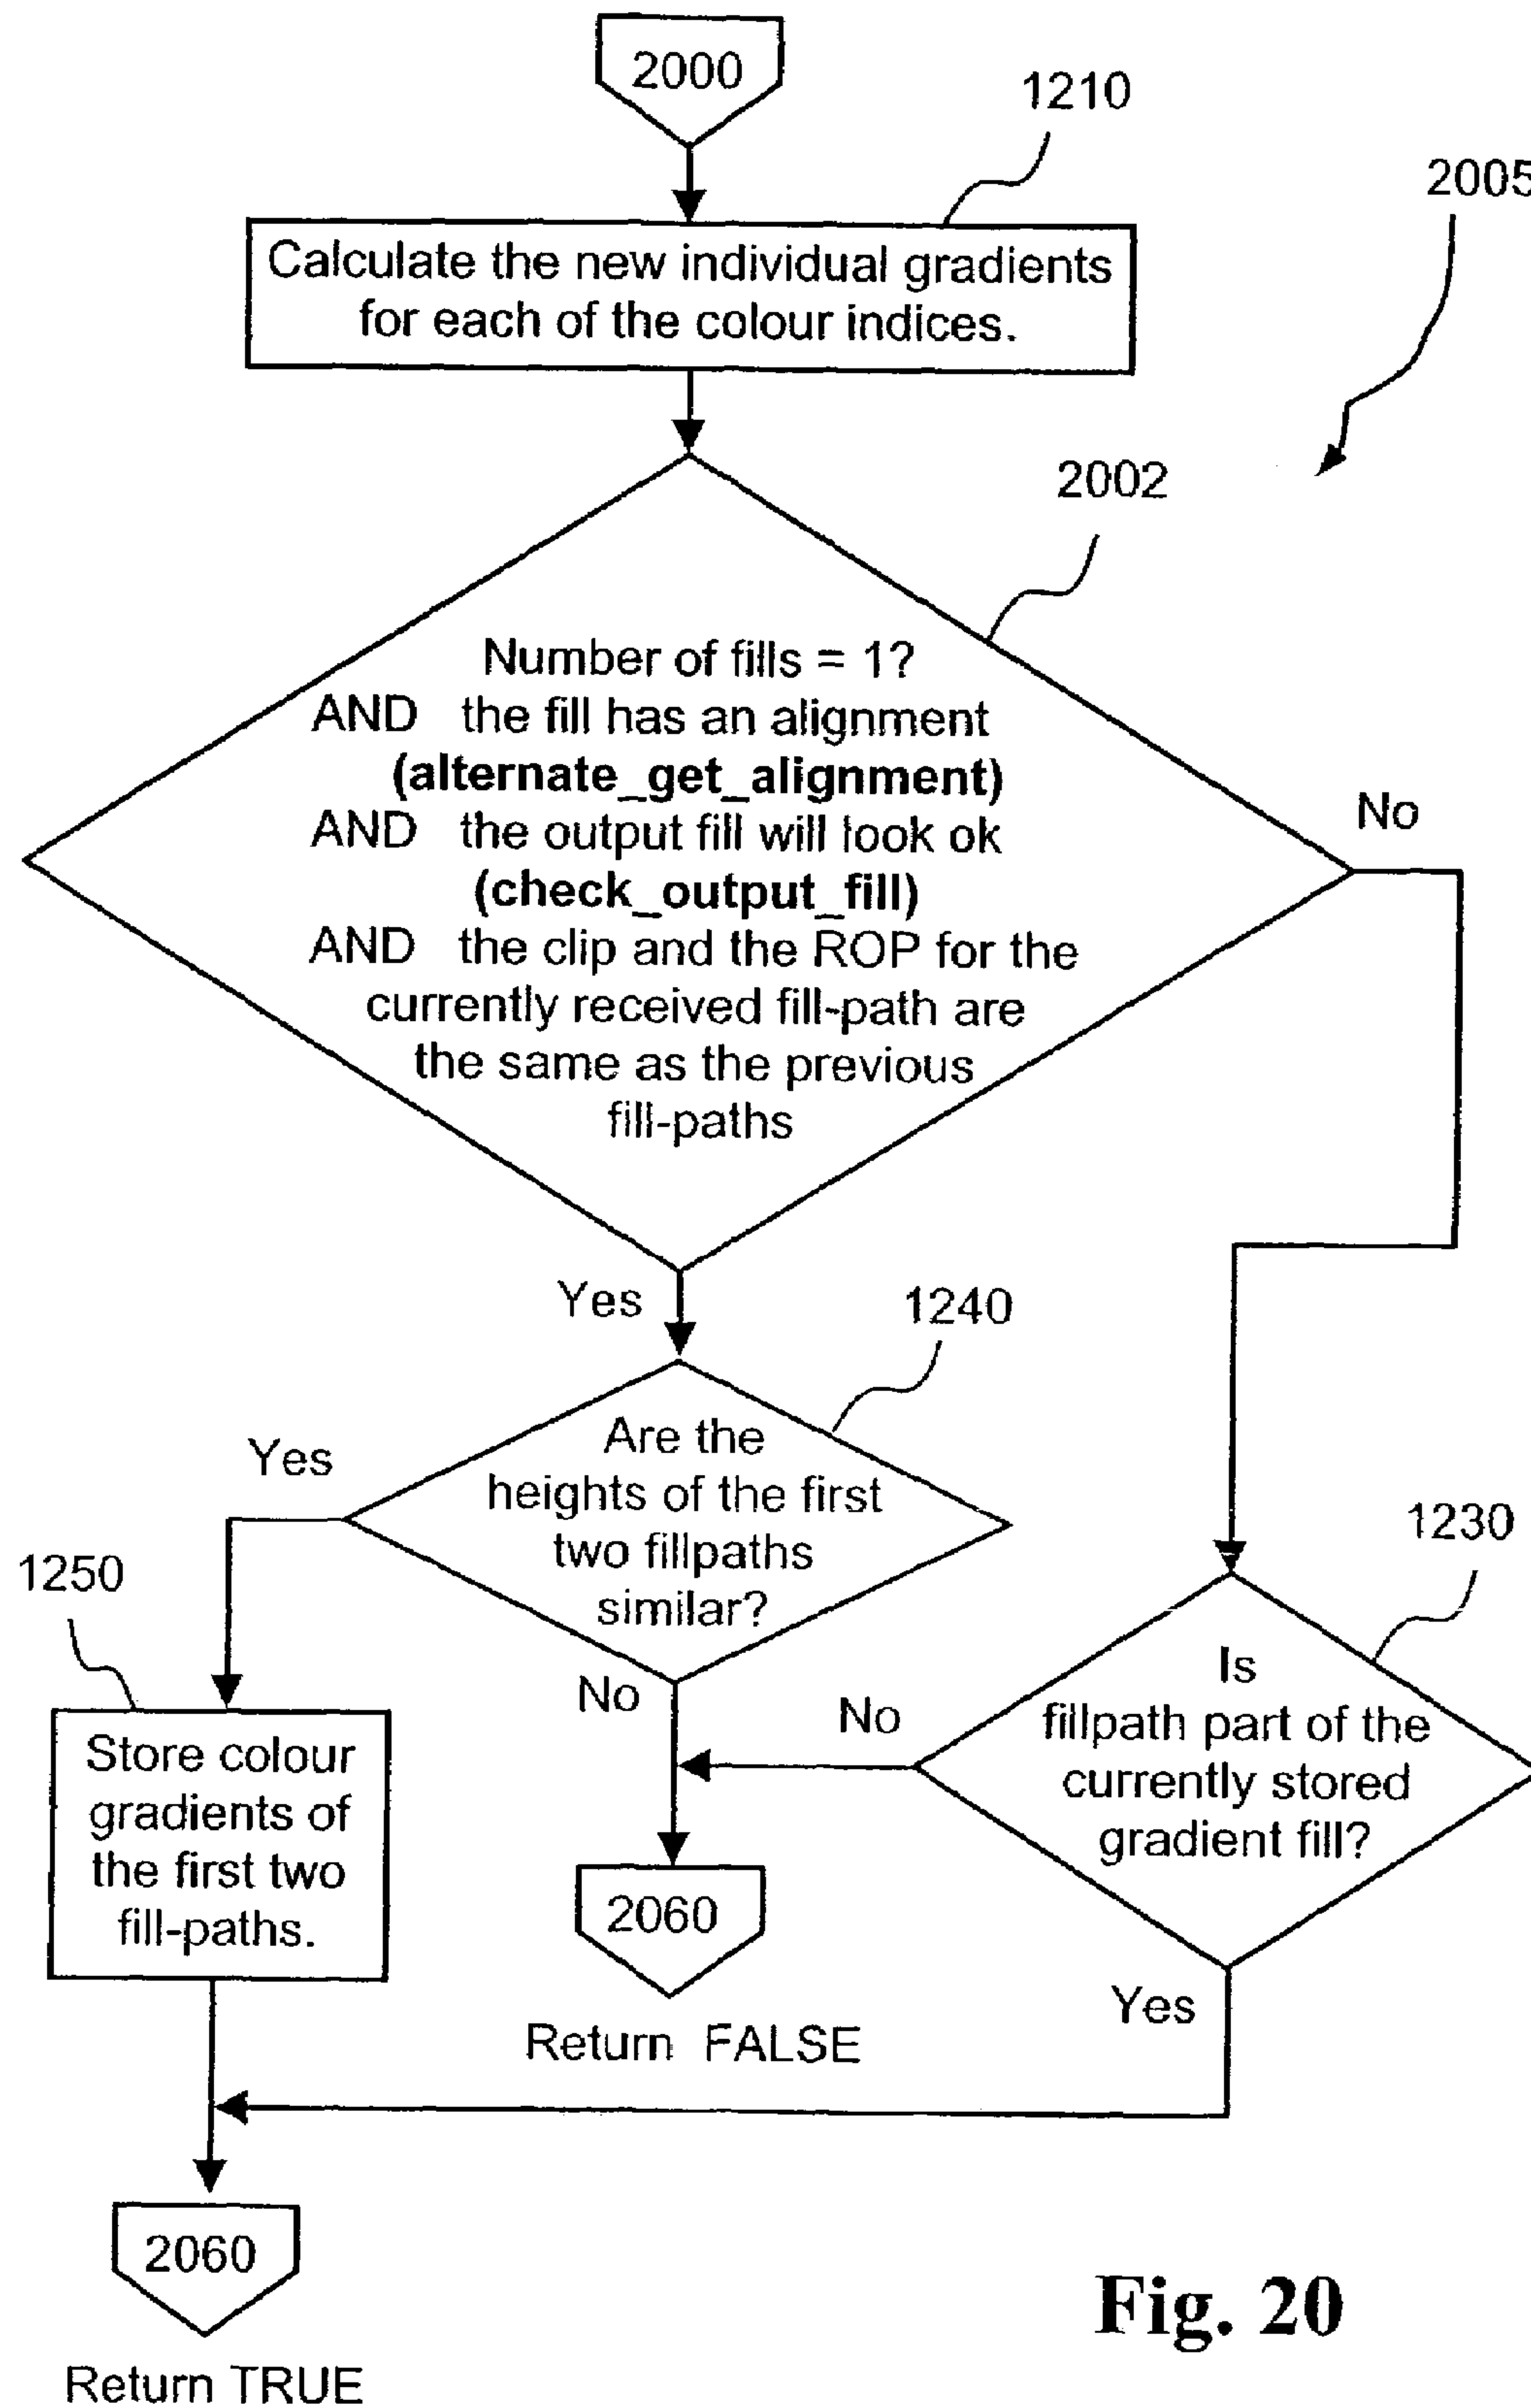 2000
1210
2005
Calculate the new individual gradients
for each of the colour indices.
2002
Number of fills = 1?
AND the fill has an alignment
(alternate_get_alignment)
AND the output fill will look ok
(check_output_fill)
AND the clip and the ROP for the
currently received fill-path are
the same as the previous
fill-paths
No
Yes
1240
Are the
heights of the first
two fillpaths
similar?
Yes
No
1250
Store colour
gradients of
the first two
fill-paths.
1230
Is
fillpath part of the
currently stored
gradient fill?
No
Yes
2060
Return FALSE
2060
Return TRUE
Fig. 20